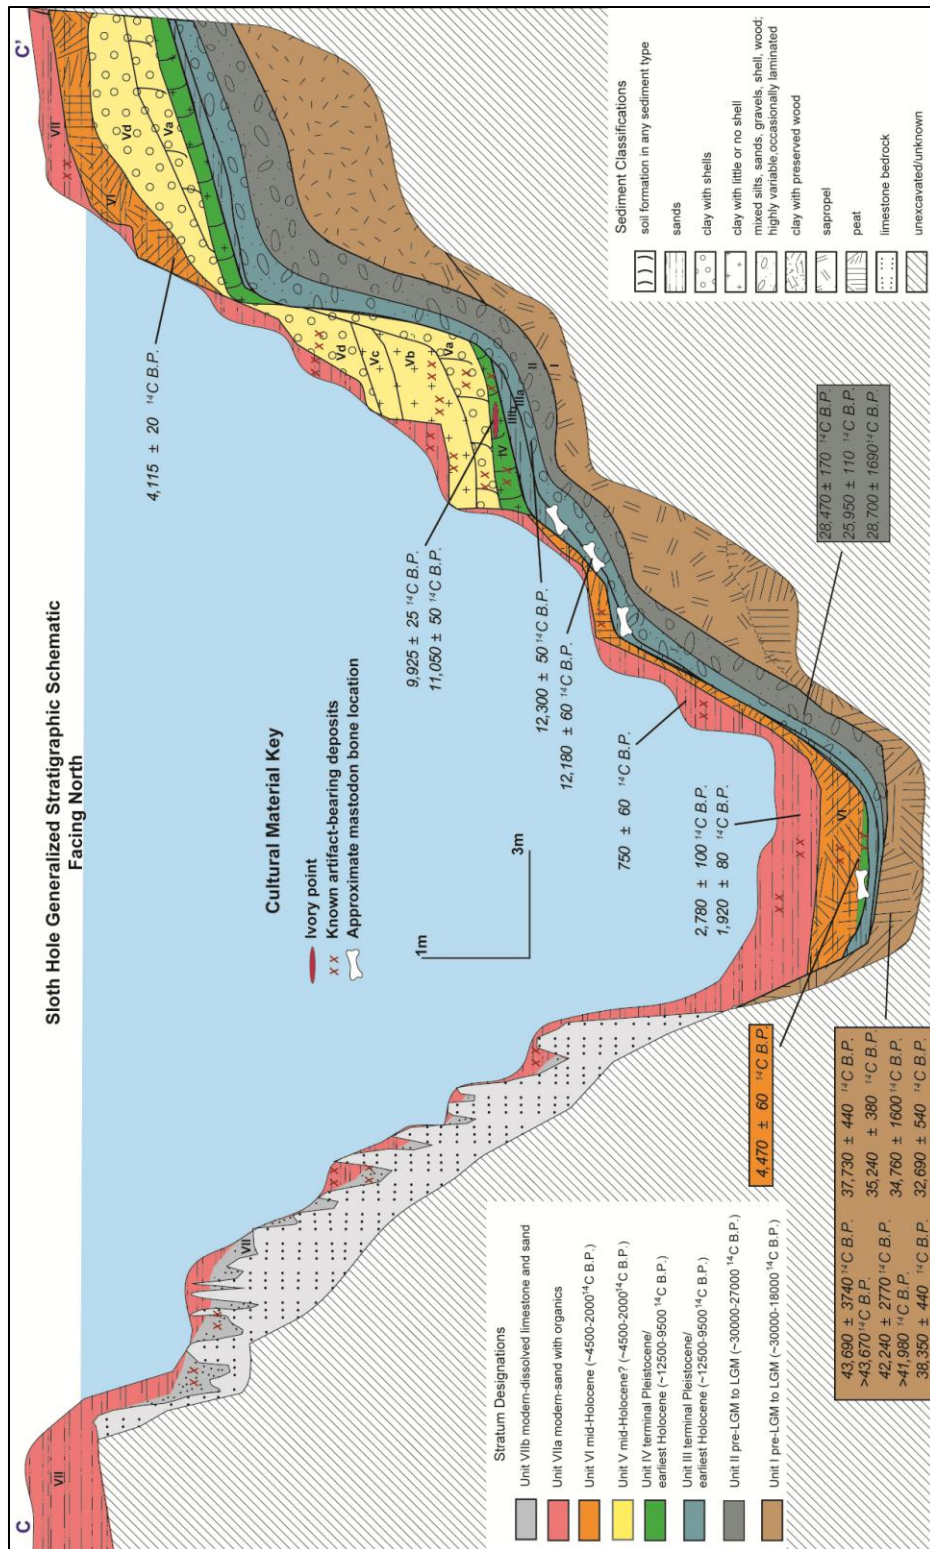 Sloth Hole Generalized Stratigraphic Schematic
Facing North
C
C'
Cultural Material Key
Ivory point
x x Known artifact-bearing deposits
Approximate mastodon bone location
1m
3m
4,115 ± 20 ¹⁴C B.P.
9,925 ± 25 ¹⁴C B.P.
11,050 ± 50 ¹⁴C B.P.
12,300 ± 50 ¹⁴C B.P.
12,180 ± 60 ¹⁴C B.P.
750 ± 60 ¹⁴C B.P.
2,780 ± 100 ¹⁴C B.P.
1,920 ± 80 ¹⁴C B.P.
4,470 ± 60 ¹⁴C B.P.
43,690 ± 3740 ¹⁴C B.P. 37,730 ± 440 ¹⁴C B.P.
>43,670 ¹⁴C B.P. 35,240 ± 380 ¹⁴C B.P.
42,240 ± 2770 ¹⁴C B.P. 34,760 ± 1600 ¹⁴C B.P.
>41,980 ¹⁴C B.P. 32,690 ± 540 ¹⁴C B.P.
38,350 ± 440 ¹⁴C B.P.
28,470 ± 170 ¹⁴C B.P.
25,950 ± 110 ¹⁴C B.P.
28,700 ± 1690 ¹⁴C B.P.
VII
VII
VII
VI
Vd
Va
Vd
Vc
Vb
Va
IV
IIIb
IIIa
II
I
VI
Stratum Designations
Unit VIIb modern-dissolved limestone and sand
Unit VIIa modern-sand with organics
Unit VI mid-Holocene (~4500-2000 ¹⁴C B.P.)
Unit V mid-Holocene? (~4500-2000 ¹⁴C B.P.)
Unit IV terminal Pleistocene/
earliest Holocene (~12500-9500 ¹⁴C B.P.)
Unit III terminal Pleistocene/
earliest Holocene (~12500-9500 ¹⁴C B.P.)
Unit II pre-LGM to LGM (~30000-27000 ¹⁴C B.P.)
Unit I pre-LGM to LGM (~30000-18000 ¹⁴C B.P.)
Sediment Classifications
soil formation in any sediment type
sands
clay with shells
clay with little or no shell
mixed silts, sands, gravels, shell, wood;
highly variable,occasionally laminated
clay with preserved wood
sapropel
peat
limestone bedrock
unexcavated/unknown